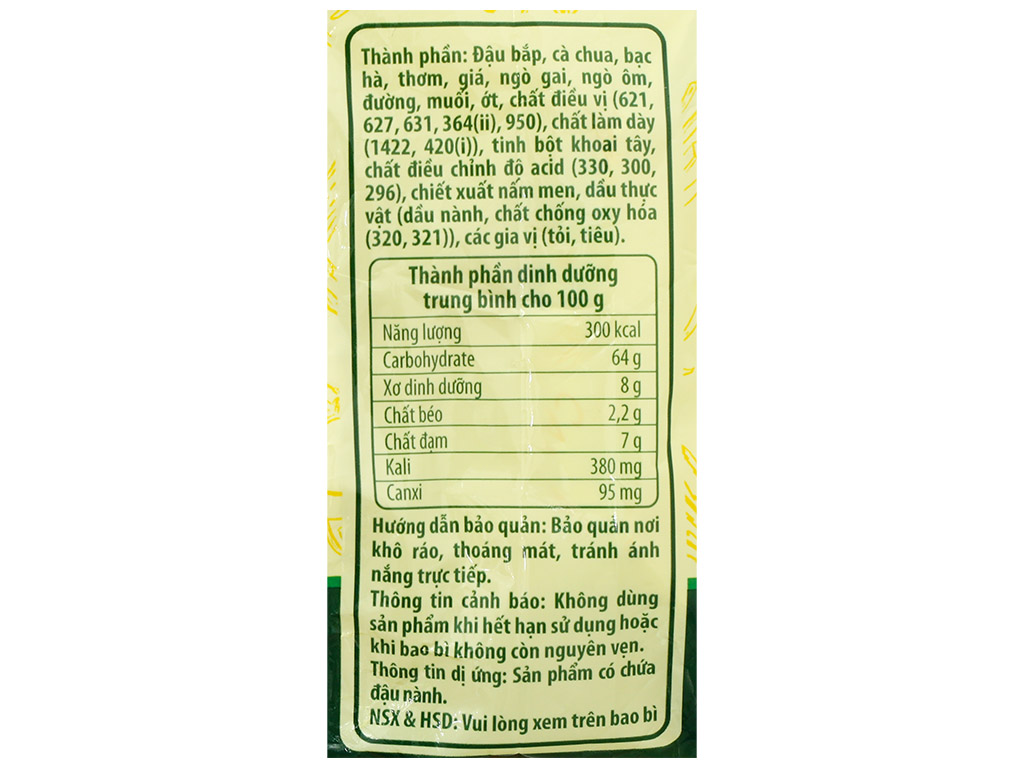 Thành phần: Đậu bắp, cà chua, bạc
hà, thơm, giá, ngò gai, ngò ôm,
đường, muối, ớt, chất điều vị (621,
627, 631, 364(ii), 950), chất làm dày
(1422, 420(i)), tinh bột khoai tây,
chất điều chỉnh độ acid (330, 300,
296), chiết xuất nấm men, dầu thực
vật (dầu nành, chất chống oxy hóa
(320, 321)), các gia vị (tỏi, tiêu).
Thành phần dinh dưỡng
trung bình cho 100 g
Năng lượng 300 kcal
Carbohydrate 64 g
Xơ dinh dưỡng 8 g
Chất béo 2,2 g
Chất đạm 7 g
Kali 380 mg
Canxi 95 mg
Hướng dẫn bảo quản: Bảo quản nơi
khô ráo, thoáng mát, tránh ánh
nắng trực tiếp.
Thông tin cảnh báo: Không dùng
sản phẩm khi hết hạn sử dụng hoặc
khi bao bì không còn nguyên vẹn.
Thông tin dị ứng: Sản phẩm có chứa
đậu nành.
NSX & HSD: Vui lòng xem trên bao bì